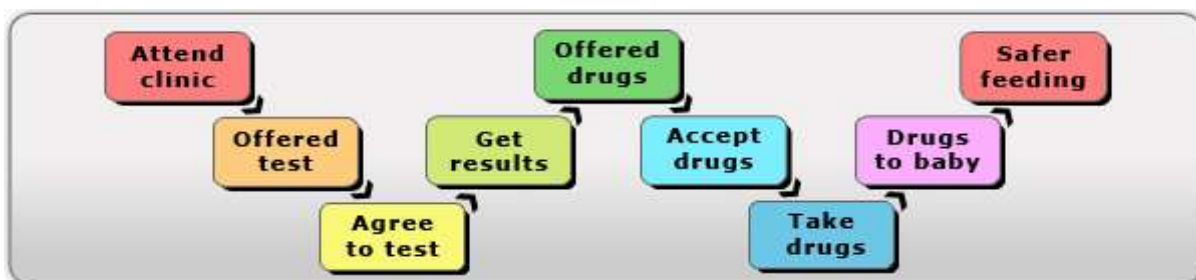 Attend
clinic
Offered
test
Agree
to test
Get
results
Offered
drugs
Accept
drugs
Take
drugs
Drugs
to baby
Safer
feeding